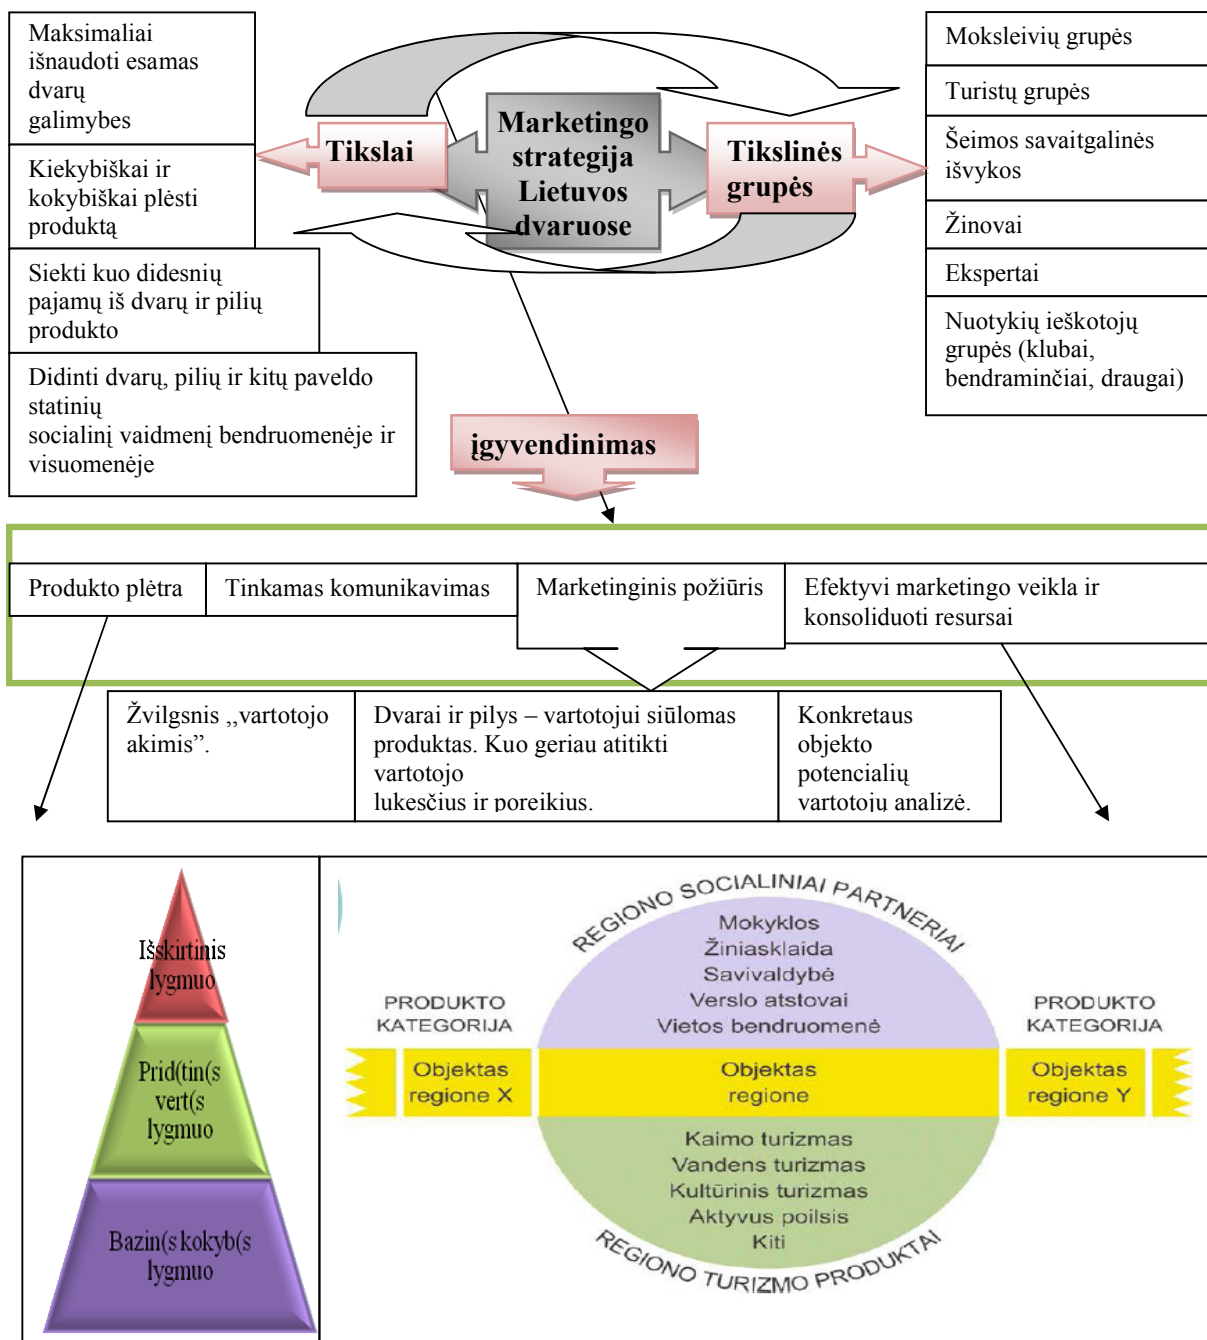 Maksimaliai
išnaudoti esamas
dvarų
galimybes
Kiekybiškai ir
kokybiškai plėsti
produktą
Siekti kuo didesnių
pajamų iš dvarų ir pilių
produkto
Didinti dvarų, pilių ir kitų paveldo
statinių
socialinį vaidmenį bendruomenėje ir
visuomenėje
Tikslai
Marketingo
strategija
Lietuvos
dvaruose
Tikslinės
grupės
Moksleivių grupės
Turistų grupės
Šeimos savaitgalinės
išvykos
Žinovai
Ekspertai
Nuotykių ieškotojų
grupės (klubai,
bendraminčiai, draugai)
įgyvendinimas
Produkto plėtra
Tinkamas komunikavimas
Marketinginis požiūris
Efektyvi marketingo veikla ir
konsoliduoti resursai
Žvilgsnis ,,vartotojo
akimis”.
Dvarai ir pilys – vartotojui siūlomas
produktas. Kuo geriau atitikti
vartotojo
lukesčius ir poreikius.
Konkretaus
objekto
potencialių
vartotojų analizė.
Išskirtinis
lygmuo
Prid(tin(s
vert(s
lygmuo
Bazin(s kokyb(s
lygmuo
REGIONO SOCIALINIAI PARTNERIAI
Mokyklos
Žiniasklaida
Savivaldybė
Verslo atstovai
Vietos bendruomenė
PRODUKTO
KATEGORIJA
Objektas
regione X
Objektas
regione
PRODUKTO
KATEGORIJA
Objektas
regione Y
Kaimo turizmas
Vandens turizmas
Kultūrinis turizmas
Aktyvus poilsis
Kiti
REGIONO TURIZMO PRODUKTAI